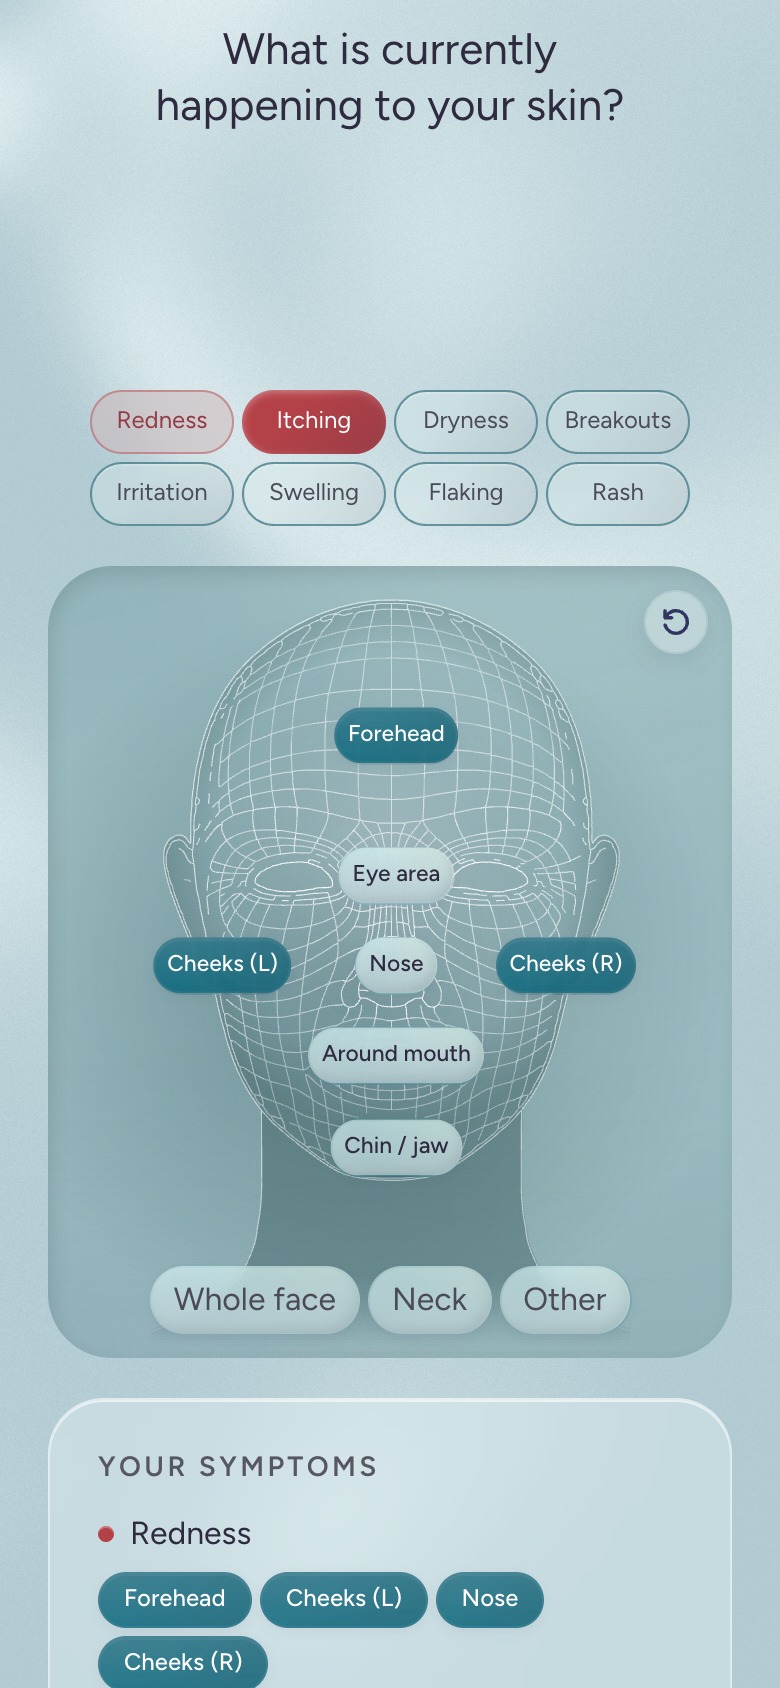 What is currently
happening to your skin?
Redness Itching Dryness Breakouts
Irritation Swelling Flaking Rash
Forehead
Eye area
Cheeks (L) Nose Cheeks (R)
Around mouth
Chin / jaw
Whole face Neck Other
YOUR SYMPTOMS
Redness
Forehead Cheeks (L) Nose
Cheeks (R)